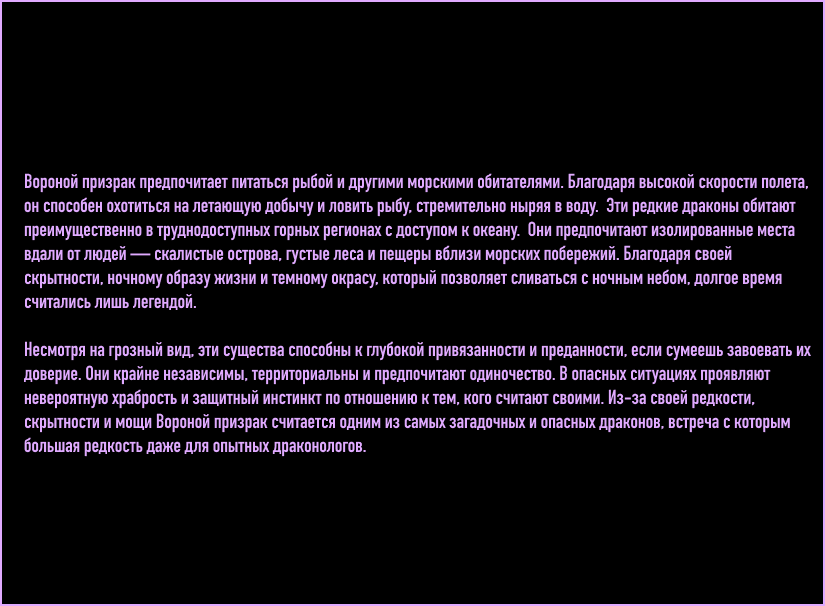 Вороной призрак предпочитает питаться рыбой и другими морскими обитателями. Благодаря высокой скорости полета,
он способен охотиться на летающую добычу и ловить рыбу, стремительно ныряя в воду.  Эти редкие драконы обитают
преимущественно в труднодоступных горных регионах с доступом к океану.  Они предпочитают изолированные места
вдали от людей — скалистые острова, густые леса и пещеры вблизи морских побережий. Благодаря своей
скрытности, ночному образу жизни и темному окрасу, который позволяет сливаться с ночным небом, долгое время
считались лишь легендой.

Несмотря на грозный вид, эти существа способны к глубокой привязанности и преданности, если сумеешь завоевать их
доверие. Они крайне независимы, территориальны и предпочитают одиночество. В опасных ситуациях проявляют
невероятную храбрость и защитный инстинкт по отношению к тем, кого считают своими. Из-за своей редкости,
скрытности и мощи Вороной призрак считается одним из самых загадочных и опасных драконов, встреча с которым
большая редкость даже для опытных драконологов.